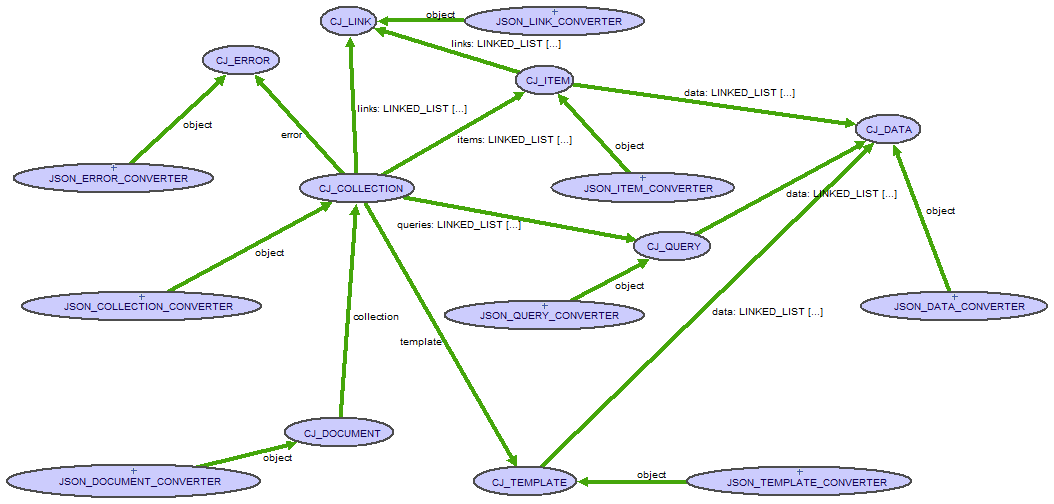 object
CJ_LINK
+
JSON_LINK_CONVERTER
links: LINKED_LIST [...]
CJ_ERROR
CJ_ITEM
data: LINKED_LIST [...]
links: LINKED_LIST [...]
object
CJ_DATA
error
items: LINKED_LIST [...]
object
+
JSON_ERROR_CONVERTER
CJ_COLLECTION
+
JSON_ITEM_CONVERTER
data: LINKED_LIST [...]
object
queries: LINKED_LIST [...]
CJ_QUERY
object
object
+
JSON_COLLECTION_CONVERTER
+
JSON_QUERY_CONVERTER
+
JSON_DATA_CONVERTER
collection
data: LINKED_LIST [...]
template
CJ_DOCUMENT
object
+
JSON_DOCUMENT_CONVERTER
CJ_TEMPLATE
object
+
JSON_TEMPLATE_CONVERTER